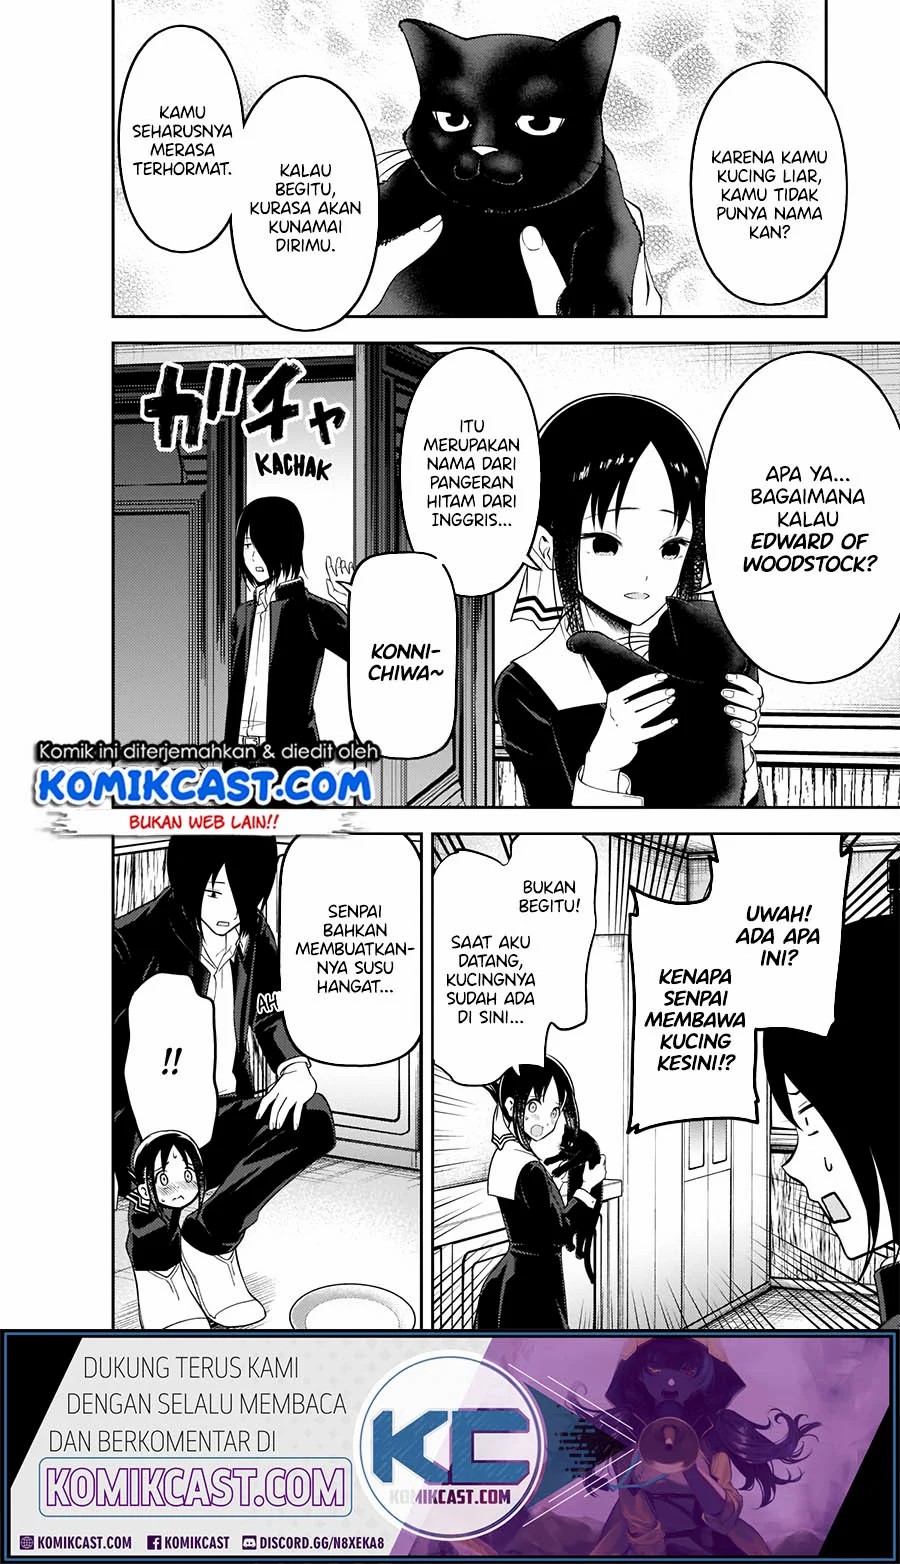 KARENA KAMU
KUCING LIAR,
KAMU TIDAK
PUNYA NAMA
KAN?
KALAU
BEGITU,
KURASA AKAN
KUNAMAI
DIRIMU.
KAMU
SEHARUSNYA
MERASA
TERHORMAT.
APA YA...
BAGAIMANA
KALAU
EDWARD OF
WOODSTOCK?
ITU
MERUPAKAN
NAMA DARI
PANGERAN
HITAM DARI
INGGRIS...
ガチャ
KACHAK
KONNI-
CHIWA~
Komik ini diterjemahkan & diedit oleh
KOMIKCAST.COM
BUKAN WEB LAIN!!
UWAH!
ADA APA
INI?
KENAPA
SENPAI
MEMBAWA
KUCING
KESINI!?
BUKAN
BEGITU!
SAAT AKU
DATANG,
KUCINGNYA
SUDAH ADA
DI SINI...
SENPAI
BAHKAN
MEMBUATKAN-
NYA SUSU
HANGAT...
AH
!!
DUKUNG TERUS KAMI
DENGAN SELALU MEMBACA
DAN BERKOMENTAR DI
KOMIKCAST.COM
KC
KOMIKCAST.COM
KOMIKCAST.COM
KOMIKCAST
DISCORD.GG/N8XEKA8